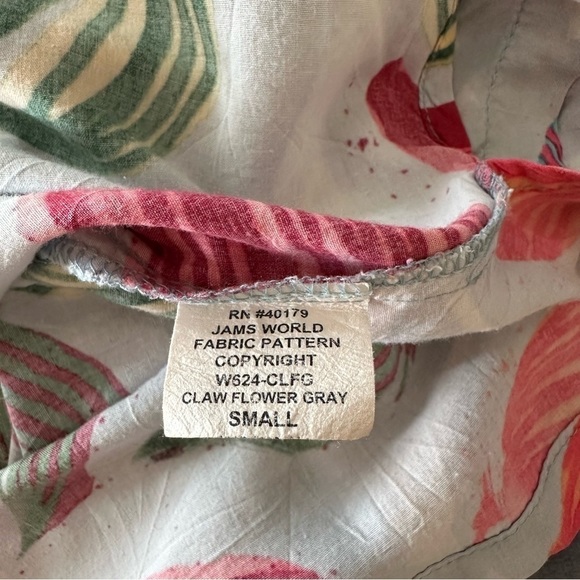 RN #40179
JAMS WORLD
FABRIC PATTERN
COPYRIGHT
W624-CLFG
CLAW FLOWER GRAY
SMALL